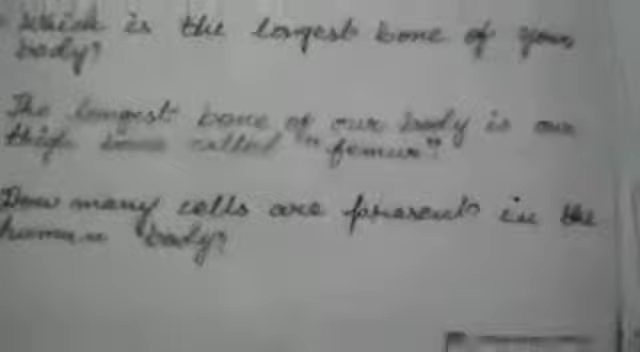 Which is the longest bone of your
body?
The longest bone of our body is our
thigh bone called "femur".
How many cells are present in the
human body?